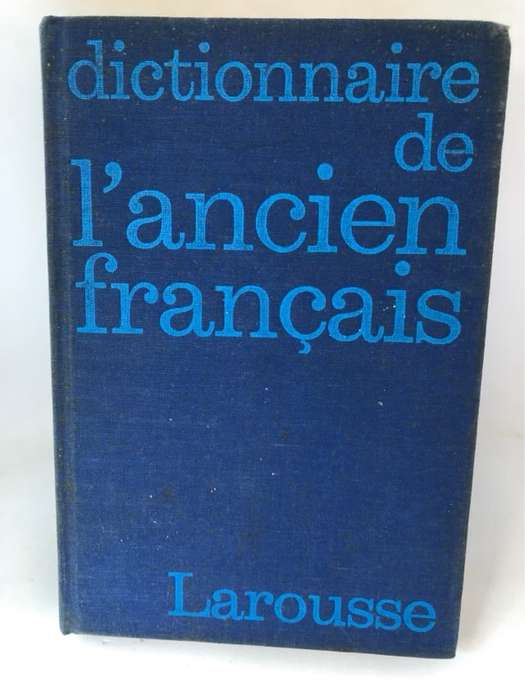 dictionnaire
de
l'ancien
français
Larousse